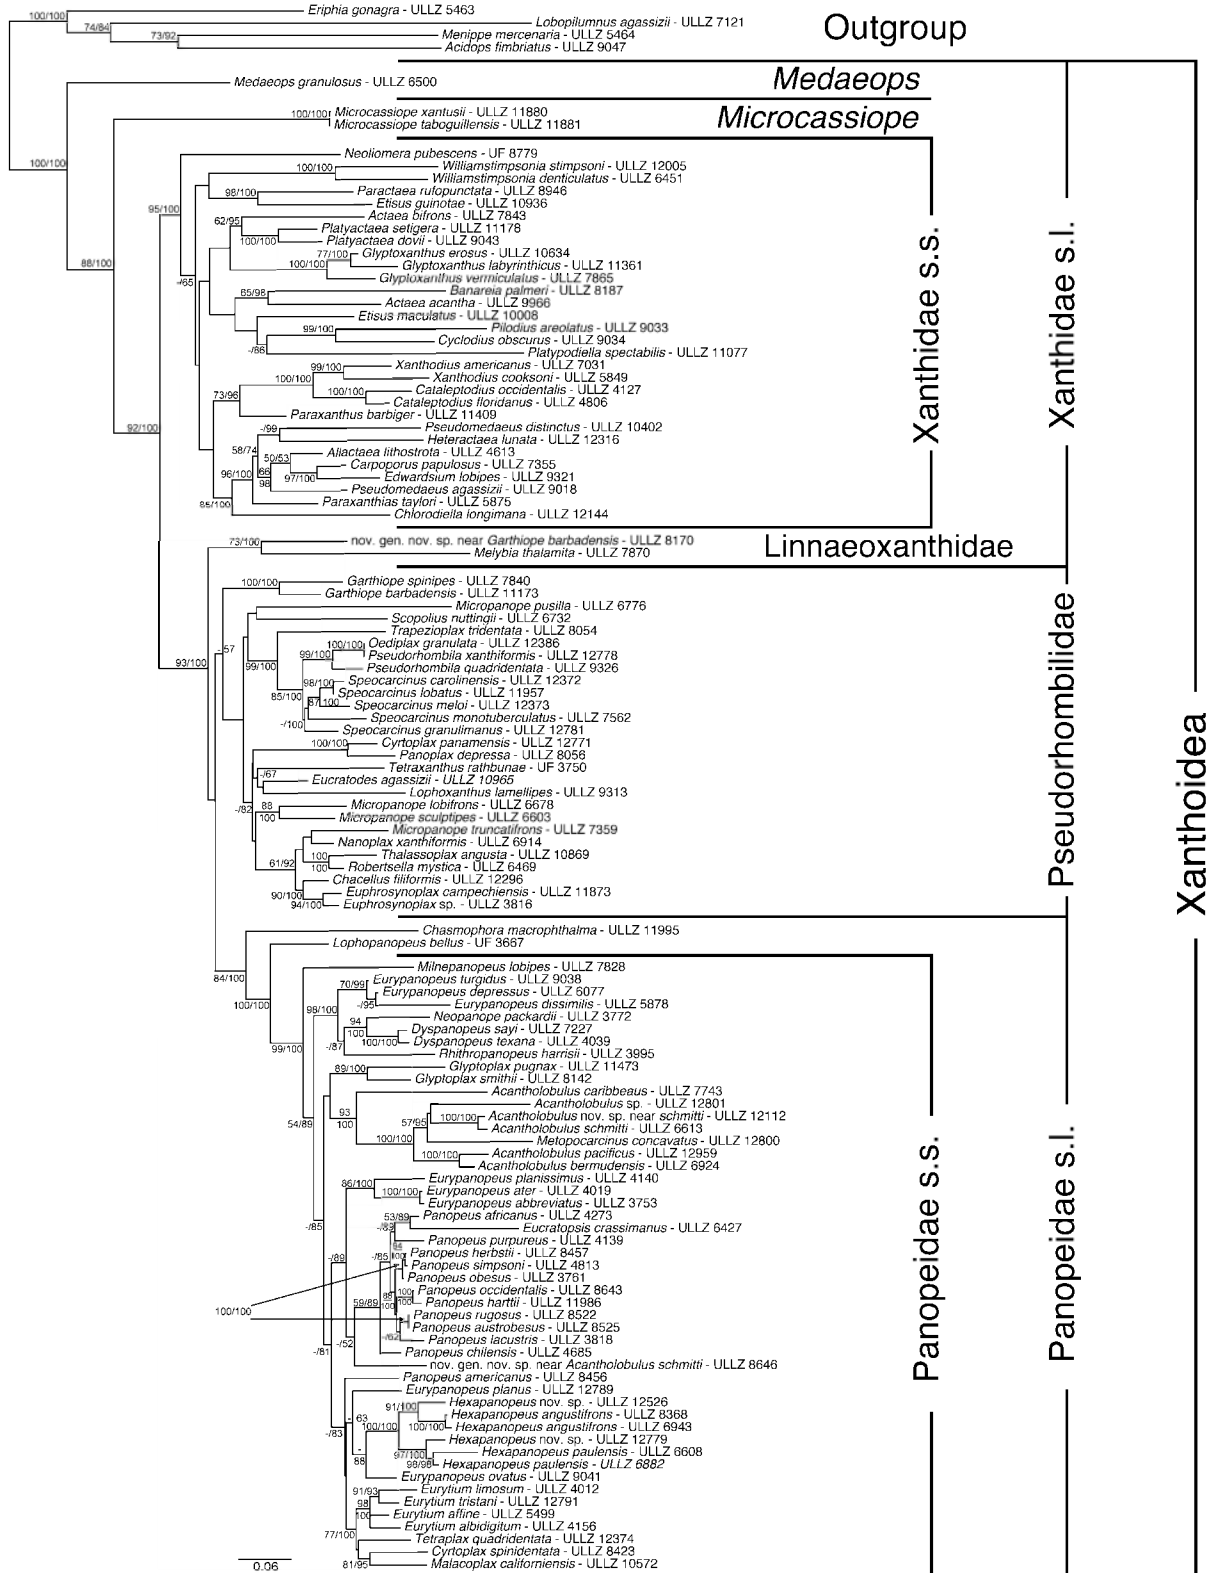 Eriphia gonagra - ULLZ 5463
100/100
Lobopilumnus agassizii - ULLZ 7121
74/84
Menippe mercenaria - ULLZ 5464
73/92
Acidops fimbriatus - ULLZ 9047
Outgroup
Medaeops granulosus - ULLZ 6500
Medaeops
100/100
Microcassiope xantusii - ULLZ 11880
Microcassiope taboguillensis - ULLZ 11881
Microcassiope
100/100
Neoliomera pubescens - UF 8779
100/100
Williamstimpsonia stimpsoni - ULLZ 12005
Williamstimpsonia denticulatus - ULLZ 6451
98/100
Paractaea rufopunctata - ULLZ 8946
Etisus guinotae - ULLZ 10936
95/100
62/95
Actaea bifrons - ULLZ 7843
Platyactaea setigera - ULLZ 11178
100/100
Platyactaea dovii - ULLZ 9043
77/100
Glyptoxanthus erosus - ULLZ 10634
100/100
Glyptoxanthus labyrinthicus - ULLZ 11361
88/100
Glyptoxanthus vermiculatus - ULLZ 7865
-/65
85/98
Banareia palmeri - ULLZ 8187
Actaea acantha - ULLZ 9966
Etisus maculatus - ULLZ 10008
99/100
Pilodius areolatus - ULLZ 9033
Cyclodius obscurus - ULLZ 9034
-/86
Platypodiella spectabilis - ULLZ 11077
99/100
Xanthodius americanus - ULLZ 7031
100/100
Xanthodius cooksoni - ULLZ 5849
Cataleptodius occidentalis - ULLZ 4127
100/100
Cataleptodius floridanus - ULLZ 4806
73/96
Paraxanthus barbiger - ULLZ 11409
92/100
-/99
Pseudomedaeus distinctus - ULLZ 10402
Heteractaea lunata - ULLZ 12316
58/74
50/53
Allactaea lithostrota - ULLZ 4613
Carpoporus papulosus - ULLZ 7355
96/100
66
98
97/100
Edwardsium lobipes - ULLZ 9321
Pseudomedaeus agassizii - ULLZ 9018
85/100
Paraxanthias taylori - ULLZ 5875
Chlorodiella longimana - ULLZ 12144
Xanthidae s.s.
Xanthidae s.l.
73/100
nov. gen. nov. sp. near Garthiope barbadensis - ULLZ 8170
Melybia thalamita - ULLZ 7870
Linnaeoxanthidae
100/100
Garthiope spinipes - ULLZ 7840
Garthiope barbadensis - ULLZ 11173
Micropanope pusilla - ULLZ 6776
Scopolius nuttingii - ULLZ 6732
Trapezioplax tridentata - ULLZ 8054
- 57
100/100
Oediplax granulata - ULLZ 12386
99/100
Pseudorhombila xanthiformis - ULLZ 12778
93/100
99/100
Pseudorhombila quadridentata - ULLZ 9326
98/100
Speocarcinus carolinensis - ULLZ 12372
85/100
Speocarcinus lobatus - ULLZ 11957
87/100
Speocarcinus meloi - ULLZ 12373
Speocarcinus monotuberculatus - ULLZ 7562
-/100
Speocarcinus granulimanus - ULLZ 12781
100/100
Cyrtoplax panamensis - ULLZ 12771
Panoplax depressa - ULLZ 8056
Tetraxanthus rathbunae - UF 3750
-/67
Eucratodes agassizii - ULLZ 10965
Lophoxanthus lamellipes - ULLZ 9313
-/82
88
100
Micropanope lobifrons - ULLZ 6678
Micropanope sculptipes - ULLZ 6603
Micropanope truncatifrons - ULLZ 7359
Nanoplax xanthiformis - ULLZ 6914
61/92
100
100
Thalassoplax angusta - ULLZ 10869
Robertsella mystica - ULLZ 6469
Chacellus filiformis - ULLZ 12296
90/100
Euphrosynoplax campechiensis - ULLZ 11873
94/100
Euphrosynoplax sp. - ULLZ 3816
Pseudorhombilidae
Xanthoidea
Chasmophora macrophthalma - ULLZ 11995
Lophopanopeus bellus - UF 3667
84/100
100/100
Milnepanopeus lobipes - ULLZ 7828
70/99
Eurypanopeus turgidus - ULLZ 9038
Eurypanopeus depressus - ULLZ 6077
-/95
Eurypanopeus dissimilis - ULLZ 5878
98/100
94
100
Neopanope packardii - ULLZ 3772
Dyspanopeus sayi - ULLZ 7227
100/100
Dyspanopeus texana - ULLZ 4039
-/87
Rhithropanopeus harrisii - ULLZ 3995
99/100
89/100
Glyptoplax pugnax - ULLZ 11473
Glyptoplax smithii - ULLZ 8142
Acantholobulus caribbeaus - ULLZ 7743
93
100
Acantholobulus sp. - ULLZ 12801
100/100
Acantholobulus nov. sp. near schmitti - ULLZ 12112
57/95
Acantholobulus schmitti - ULLZ 6613
54/89
100/100
Metopocarcinus concavatus - ULLZ 12800
100/100
Acantholobulus pacificus - ULLZ 12959
Acantholobulus bermudensis - ULLZ 6924
86/100
Eurypanopeus planissimus - ULLZ 4140
100/100
Eurypanopeus ater - ULLZ 4019
Eurypanopeus abbreviatus - ULLZ 3753
53/89
Panopeus africanus - ULLZ 4273
-/85
-/89
Eucratopsis crassimanus - ULLZ 6427
Panopeus purpureus - ULLZ 4139
94
100
Panopeus herbstii - ULLZ 8457
-/89
-/85
Panopeus simpsoni - ULLZ 4813
Panopeus obesus - ULLZ 3761
100
100
Panopeus occidentalis - ULLZ 8643
88
100
Panopeus harttii - ULLZ 11986
100/100
59/89
Panopeus rugosus - ULLZ 8522
Panopeus austrobesus - ULLZ 8525
-/62
Panopeus lacustris - ULLZ 3818
-/52
-/81
Panopeus chilensis - ULLZ 4685
nov. gen. nov. sp. near Acantholobulus schmitti - ULLZ 8646
Panopeus americanus - ULLZ 8456
Eurypanopeus planus - ULLZ 12789
Hexapanopeus nov. sp. - ULLZ 12526
91/100
Hexapanopeus angustifrons - ULLZ 8368
- 63
100/100
100/100
Hexapanopeus angustifrons - ULLZ 6943
-/83
Hexapanopeus nov. sp. - ULLZ 12779
97/100
Hexapanopeus paulensis - ULLZ 6608
-
88
98/98
Hexapanopeus paulensis - ULLZ 6882
Eurypanopeus ovatus - ULLZ 9041
91/93
Eurytium limosum - ULLZ 4012
98
100
Eurytium tristani - ULLZ 12791
Eurytium affine - ULLZ 5499
Eurytium albidigitum - ULLZ 4156
77/100
Tetraplax quadridentata - ULLZ 12374
Cyrtoplax spinidentata - ULLZ 8423
81/95
Malacoplax californiensis - ULLZ 10572
Panopeidae s.s.
Panopeidae s.l.
0.06